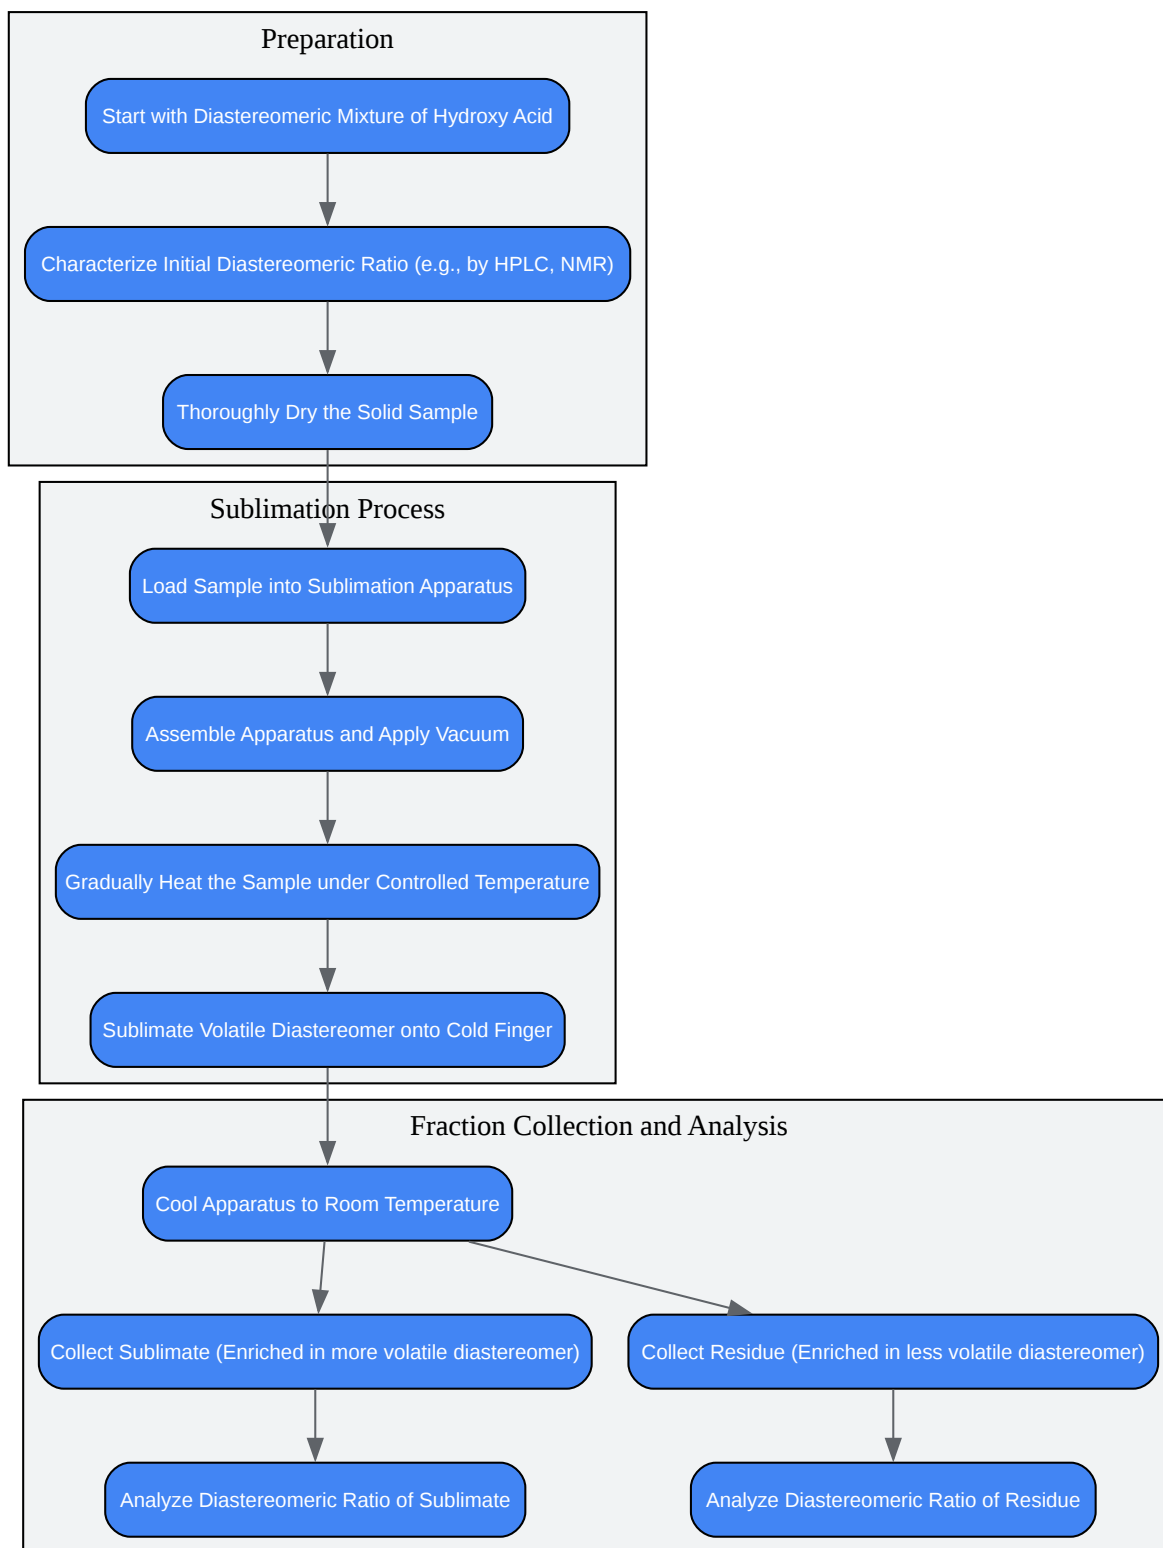 Preparation
Start with Diastereomeric Mixture of Hydroxy Acid
Characterize Initial Diastereomeric Ratio (e.g., by HPLC, NMR)
Thoroughly Dry the Solid Sample
Sublimation Process
Load Sample into Sublimation Apparatus
Assemble Apparatus and Apply Vacuum
Gradually Heat the Sample under Controlled Temperature
Sublimate Volatile Diastereomer onto Cold Finger
Fraction Collection and Analysis
Cool Apparatus to Room Temperature
Collect Sublimate (Enriched in more volatile diastereomer)
Collect Residue (Enriched in less volatile diastereomer)
Analyze Diastereomeric Ratio of Sublimate
Analyze Diastereomeric Ratio of Residue